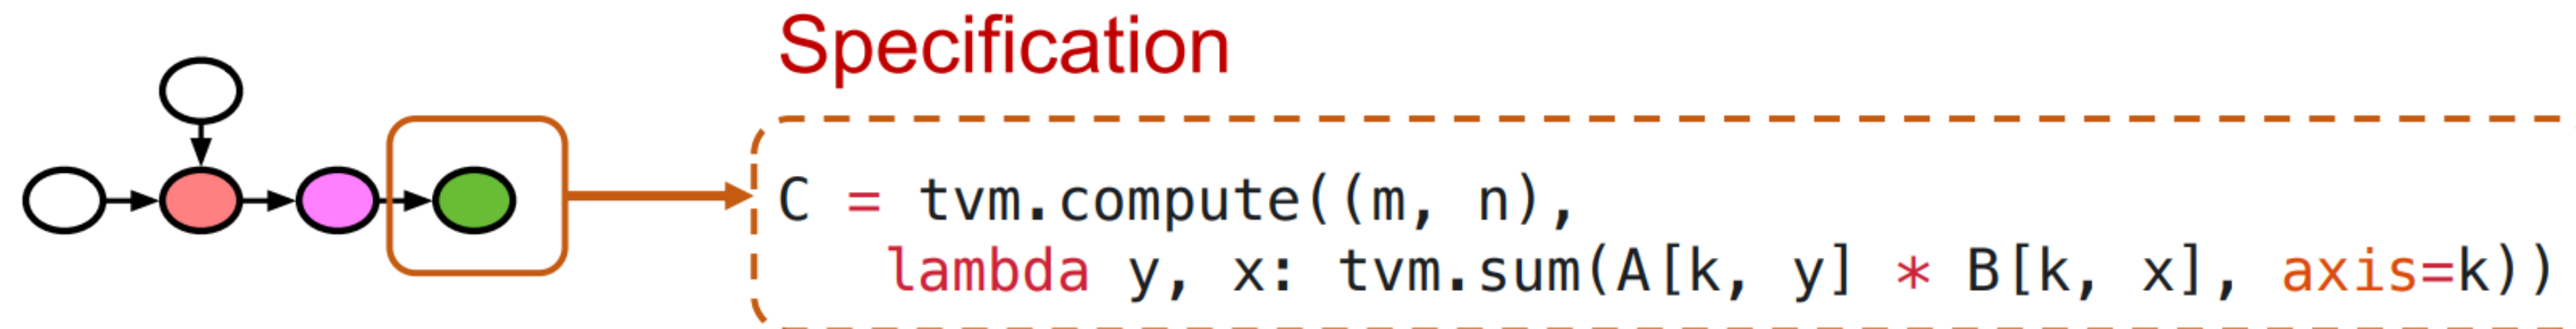 Specification
C = tvm.compute((m, n),
lambda y, x: tvm.sum(A[k, y] * B[k, x], axis=k))